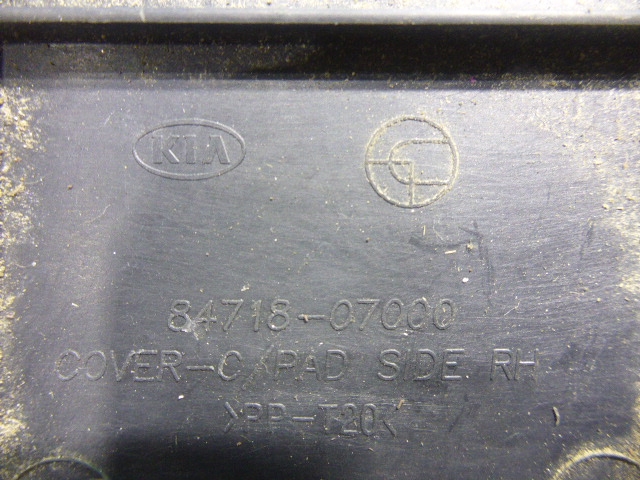 KIA
84718-07000
COVER-C/PAD SIDE RH
>PP-T20<